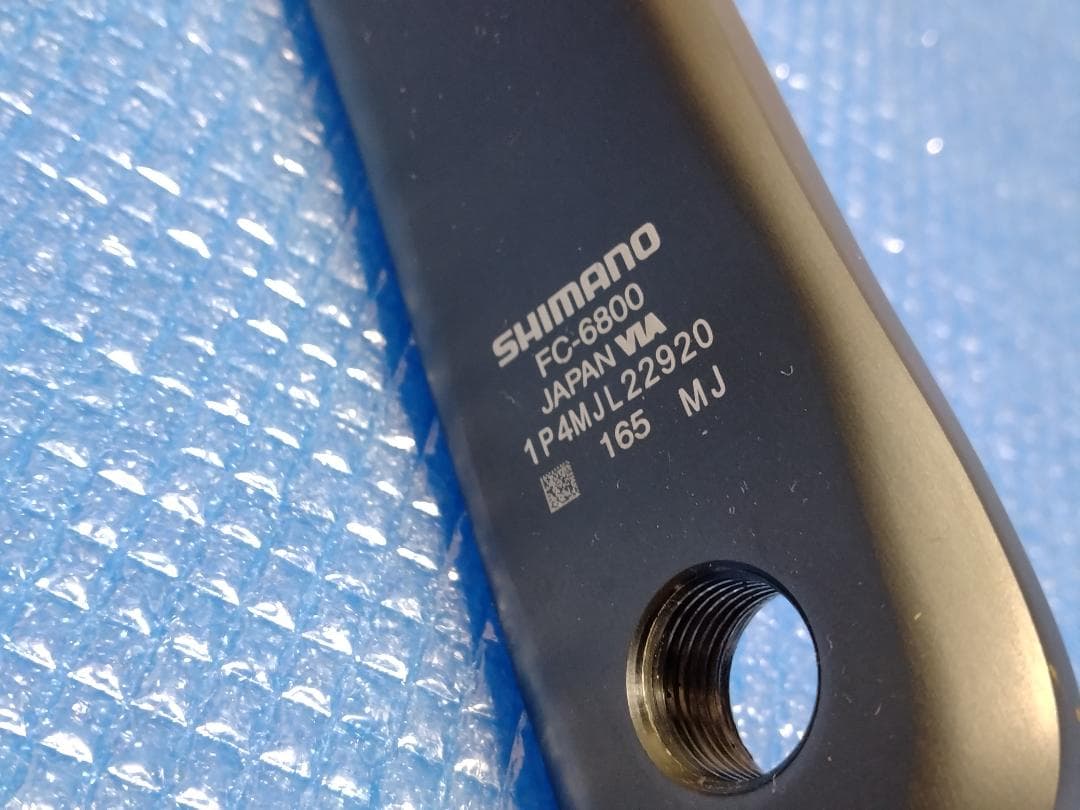 SHIMANO
FC-6800
JAPAN VIA
1P4MJL22920
165 MJ